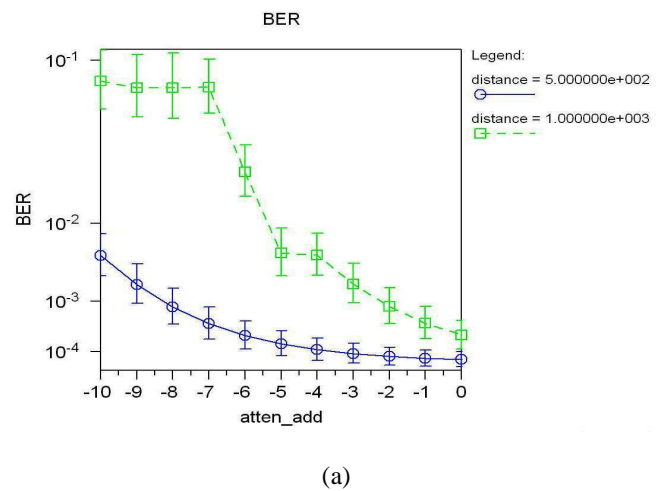 BER
Legend:
distance = 5.000000e+002
distance = 1.000000e+003
BER
10-1
10-2
10-3
10-4
-10 -9 -8 -7 -6 -5 -4 -3 -2 -1 0
atten_add
(a)